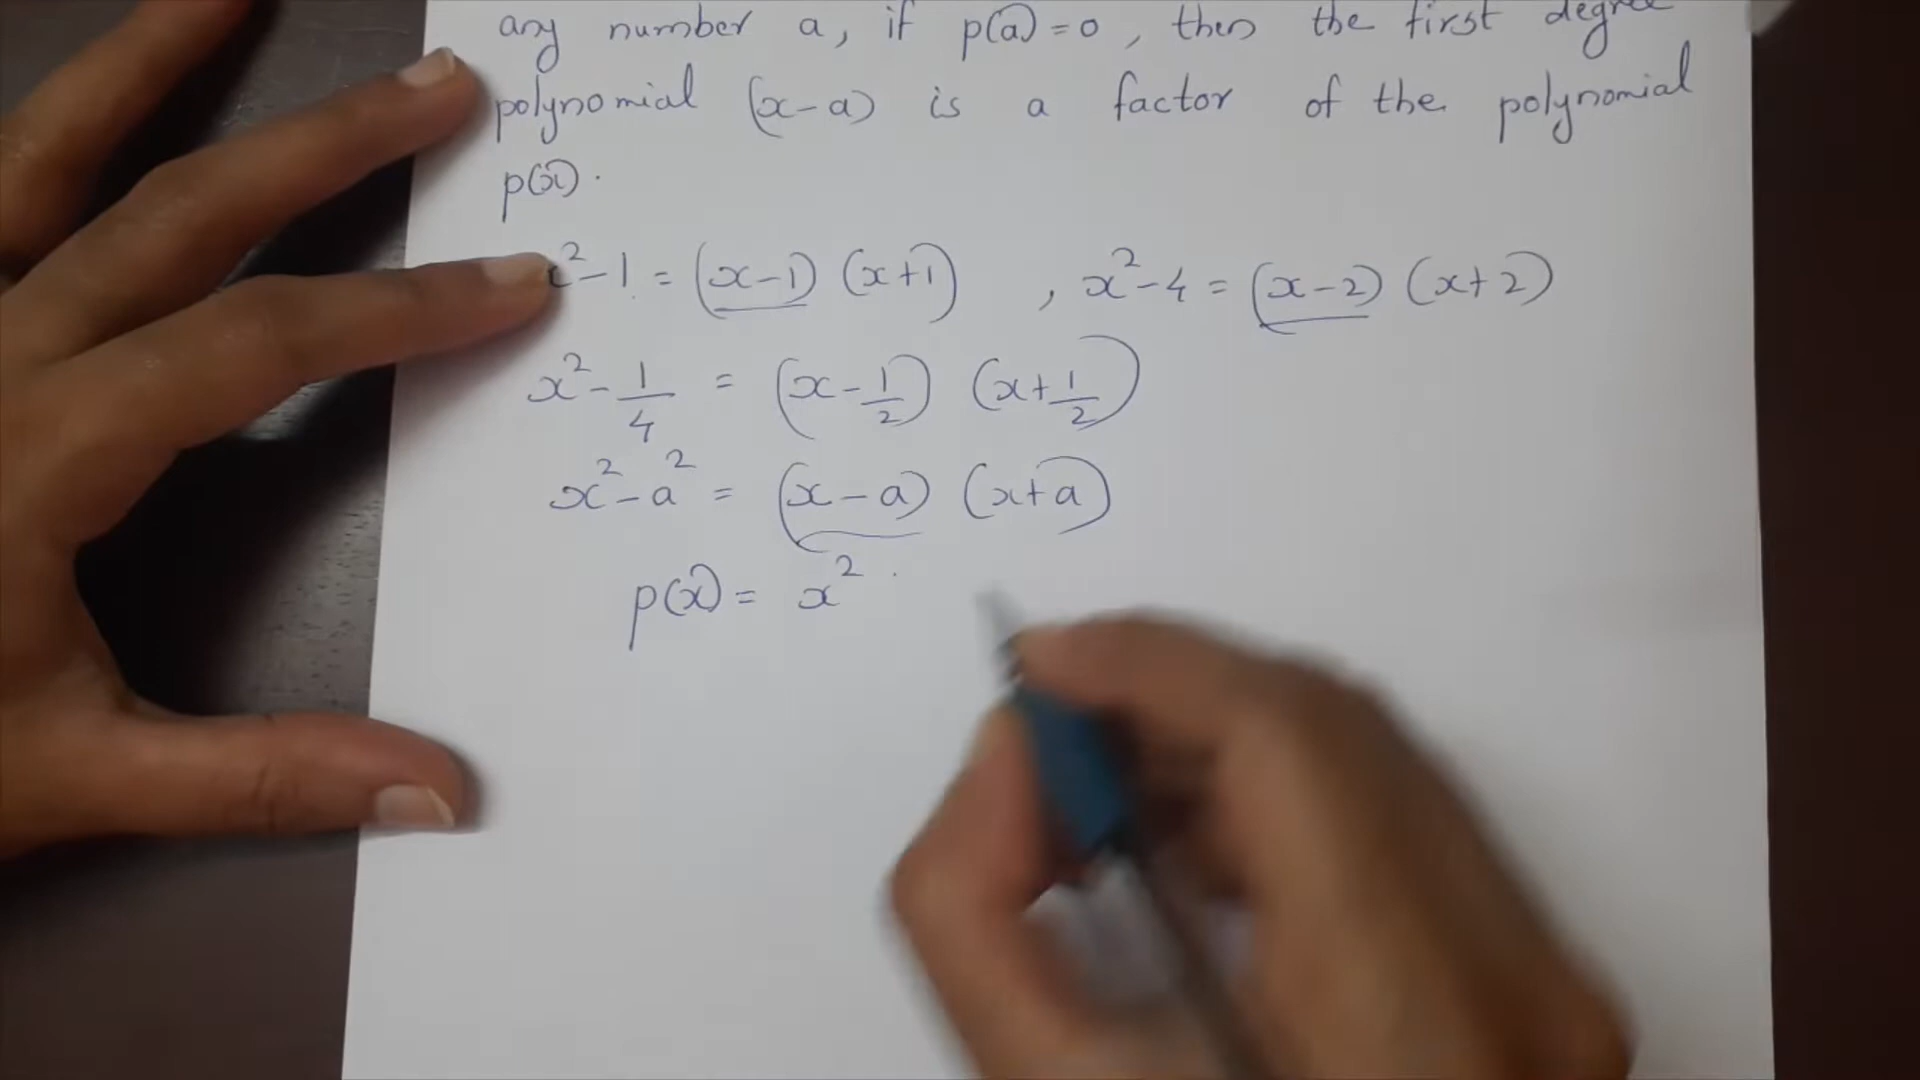 any number a, if p(a) = 0, then the first degree
polynomial (x-a) is a factor of the polynomial
p(x).
x²-1 = (x-1) (x+1) , x²-4 = (x-2) (x+2)
x² - 1/4 = (x - 1/2) (x + 1/2)
x² - a² = (x-a) (x+a)
p(x) = x²